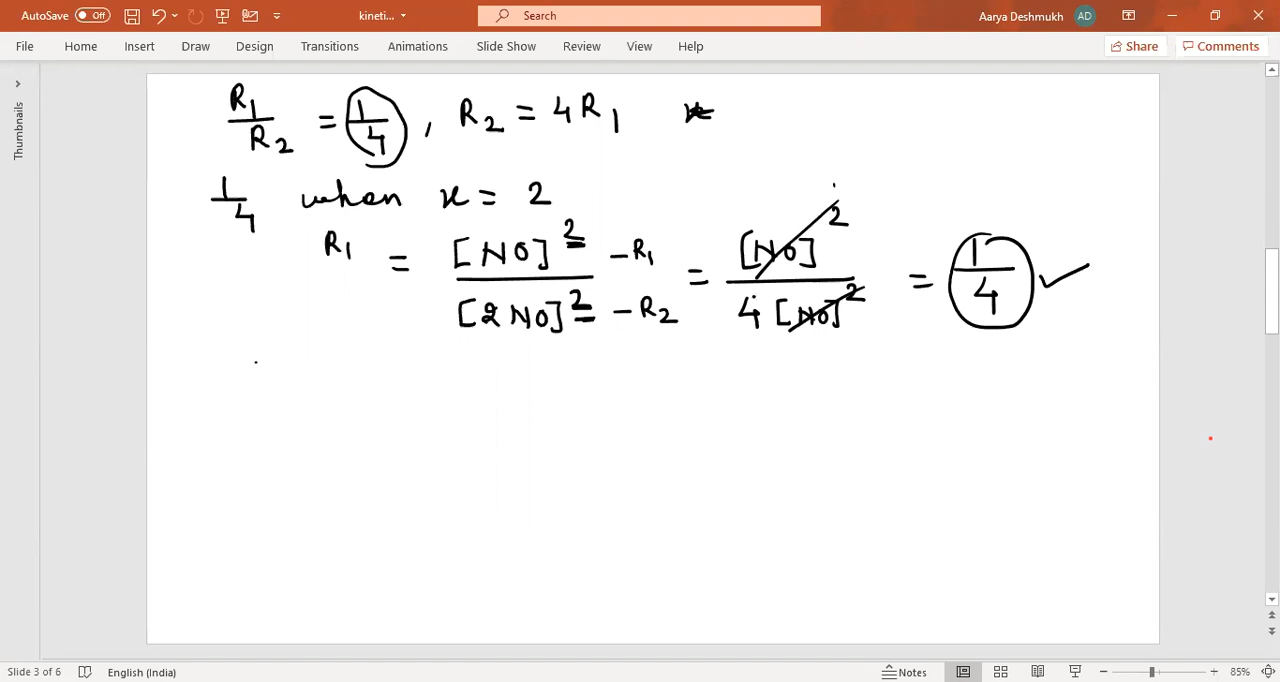 AutoSave Off kineti... Search Aarya Deshmukh AD
File Home Insert Draw Design Transitions Animations Slide Show Review View Help Share Comments
Thumbnails
R1/R2 = 1/4 , R2 = 4R1
1/4 when x = 2
R1 = [NO]^2 - R1 / [2NO]^2 - R2 = [NO]^2 / 4[NO]^2 = 1/4 ✓
Slide 3 of 6 English (India) Notes 85%